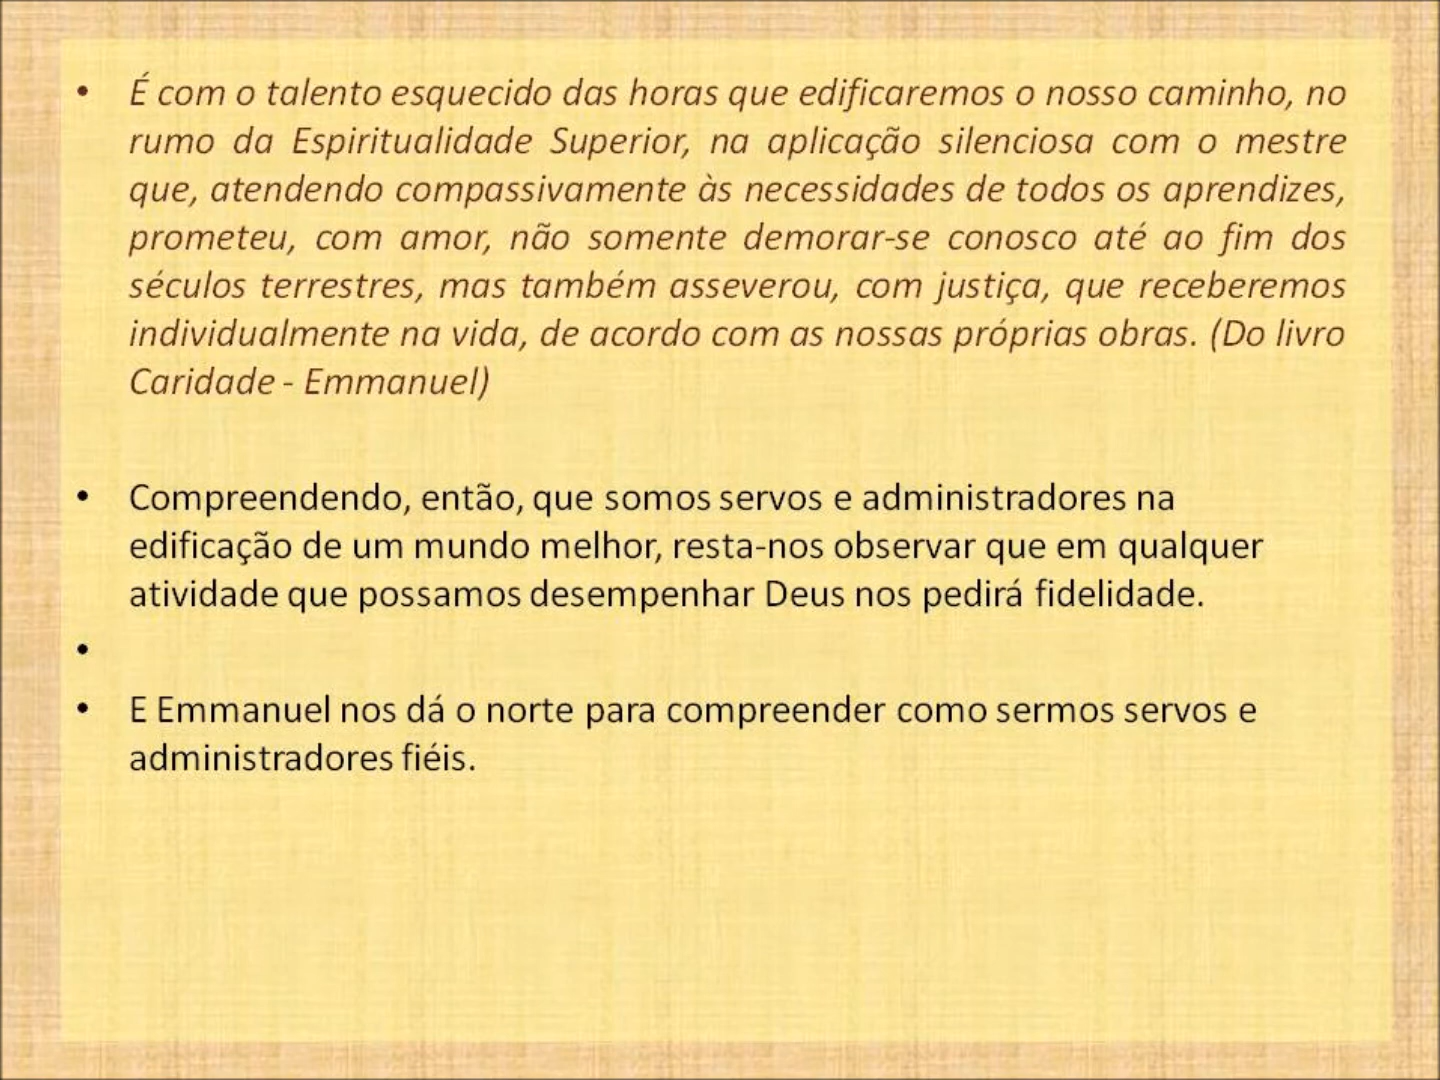 • É com o talento esquecido das horas que edificaremos o nosso caminho, no
rumo da Espiritualidade Superior, na aplicação silenciosa com o mestre
que, atendendo compassivamente às necessidades de todos os aprendizes,
prometeu, com amor, não somente demorar-se conosco até ao fim dos
séculos terrestres, mas também asseverou, com justiça, que receberemos
individualmente na vida, de acordo com as nossas próprias obras. (Do livro
Caridade - Emmanuel)
• Compreendendo, então, que somos servos e administradores na
edificação de um mundo melhor, resta-nos observar que em qualquer
atividade que possamos desempenhar Deus nos pedirá fidelidade.
•
• E Emmanuel nos dá o norte para compreender como sermos servos e
administradores fiéis.